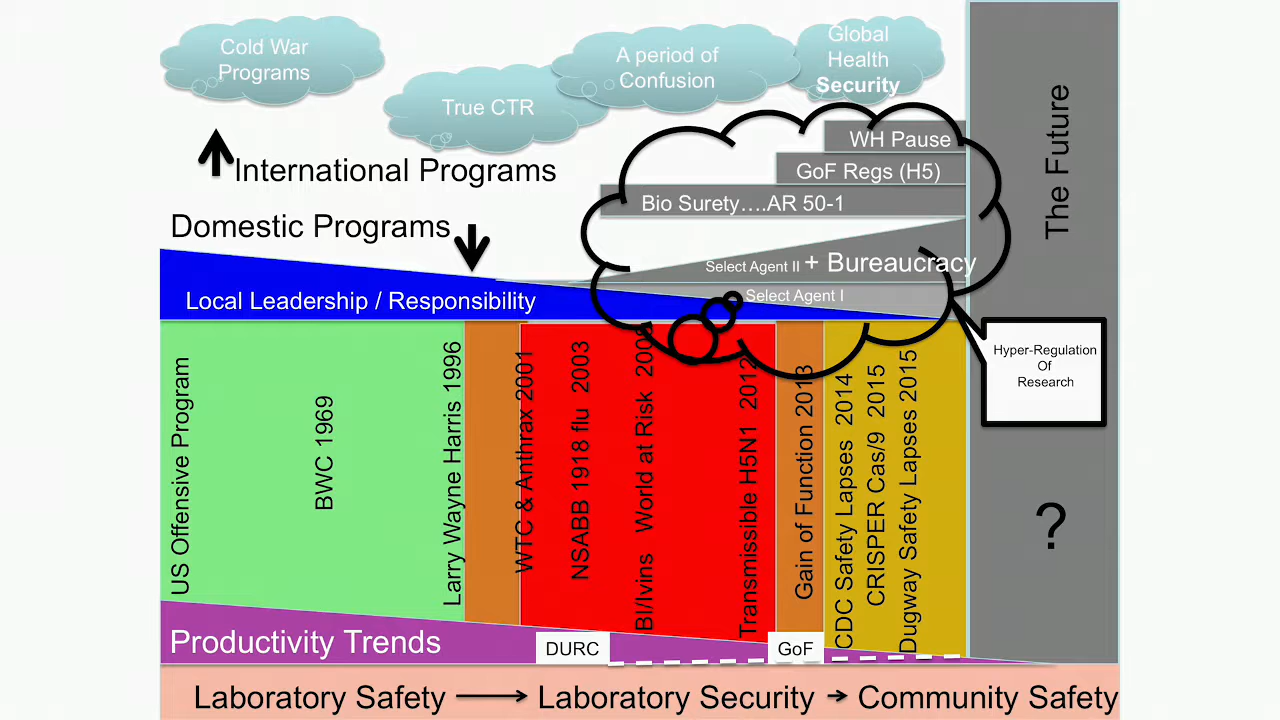 Cold War
Programs
True CTR
A period of
Confusion
Global
Health
Security
International Programs
Domestic Programs
WH Pause
GoF Regs (H5)
Bio Surety….AR 50-1
Select Agent II + Bureaucracy
Select Agent I
Local Leadership / Responsibility
The Future
Hyper-Regulation
Of
Research
?
US Offensive Program
BWC 1969
Larry Wayne Harris 1996
WTC & Anthrax 2001
NSABB 1918 flu 2003
BI/Ivins World at Risk
Transmissible H5N1 2012
Gain of Function 2013
CDC Safety Lapses 2014
CRISPER Cas/9 2015
Dugway Safety Lapses 2015
Productivity Trends
DURC
GoF
Laboratory Safety
Laboratory Security
Community Safety